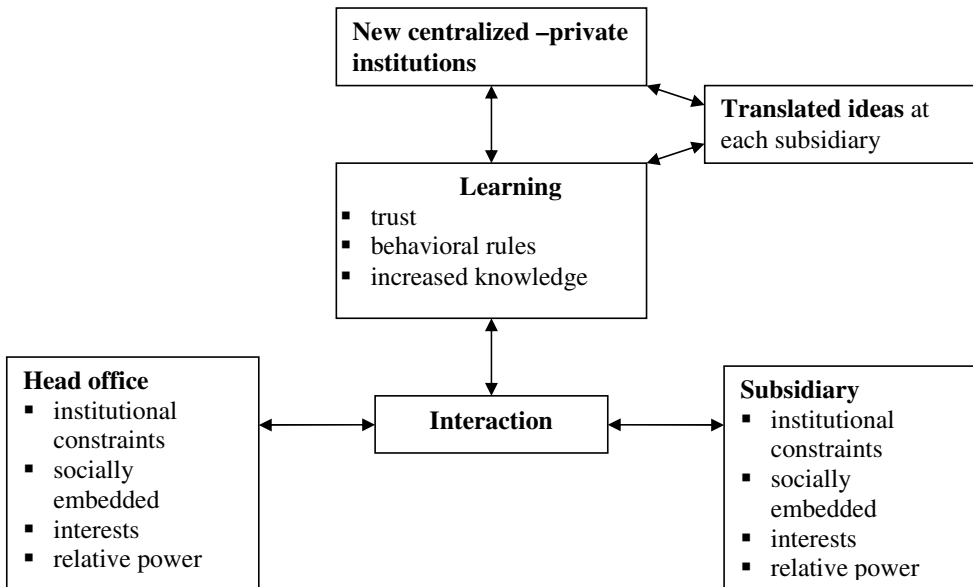 New centralized –private
institutions
Translated ideas at
each subsidiary
Learning
▪ trust
▪ behavioral rules
▪ increased knowledge
Head office
▪ institutional
constraints
▪ socially
embedded
▪ interests
▪ relative power
Interaction
Subsidiary
▪ institutional
constraints
▪ socially
embedded
▪ interests
▪ relative power